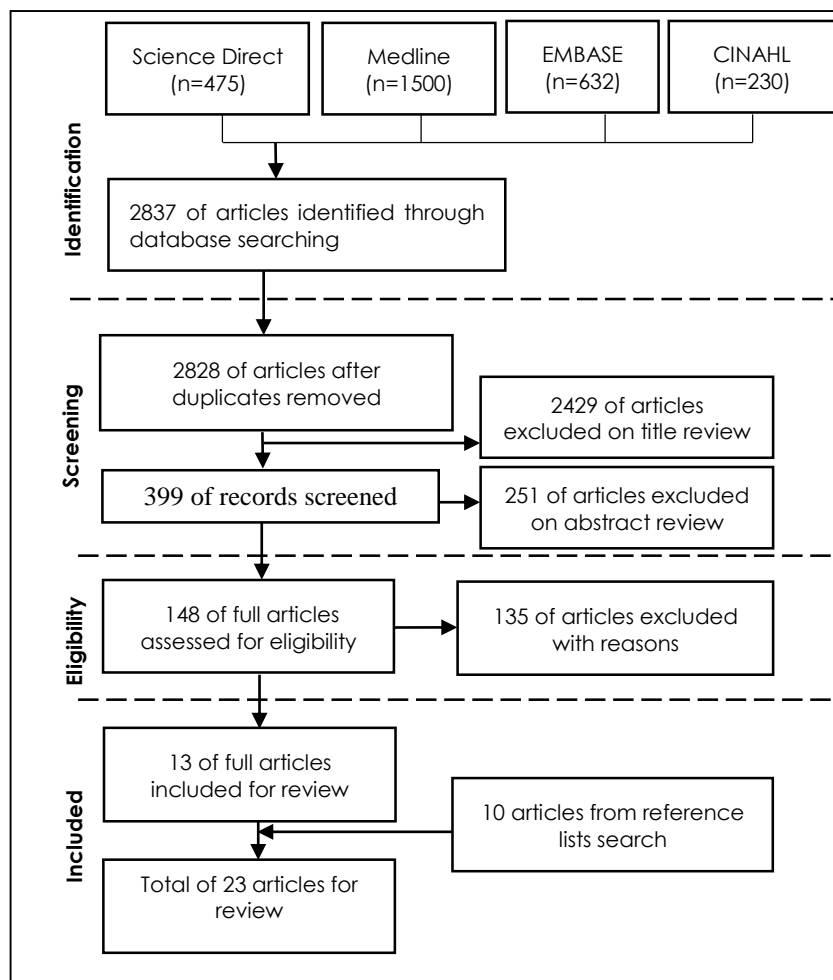 Science Direct
(n=475)
Medline
(n=1500)
EMBASE
(n=632)
CINAHL
(n=230)
Identification
2837 of articles identified through
database searching
Screening
2828 of articles after
duplicates removed
2429 of articles
excluded on title review
399 of records screened
251 of articles excluded
on abstract review
Eligibility
148 of full articles
assessed for eligibility
135 of articles excluded
with reasons
Included
13 of full articles
included for review
10 articles from reference
lists search
Total of 23 articles for
review